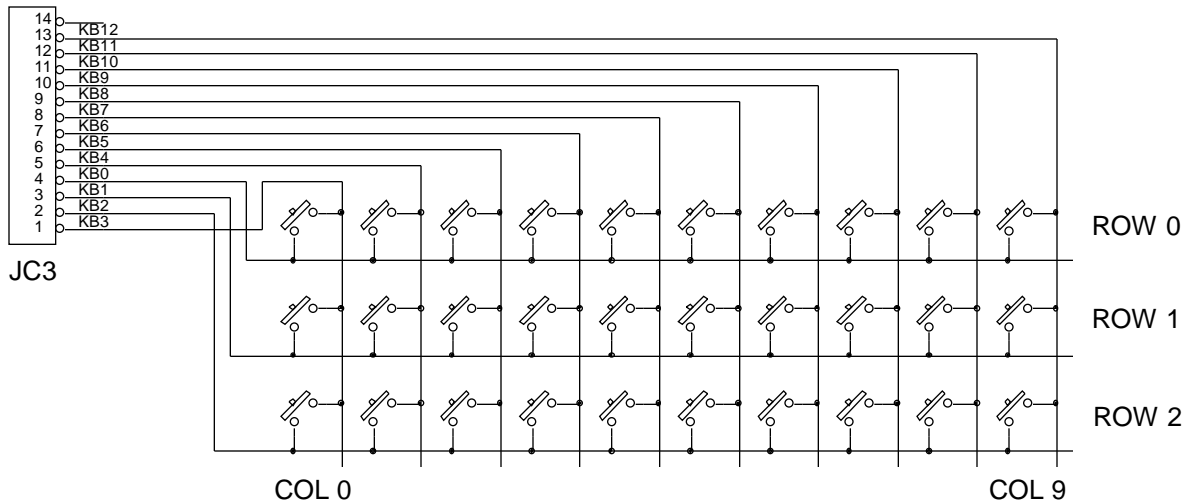 14
13 KB12
12 KB11
11 KB10
10 KB9
9 KB8
8 KB7
7 KB6
6 KB5
5 KB4
4 KB0
3 KB1
2 KB2
1 KB3
JC3
ROW 0
ROW 1
ROW 2
COL 0 COL 9